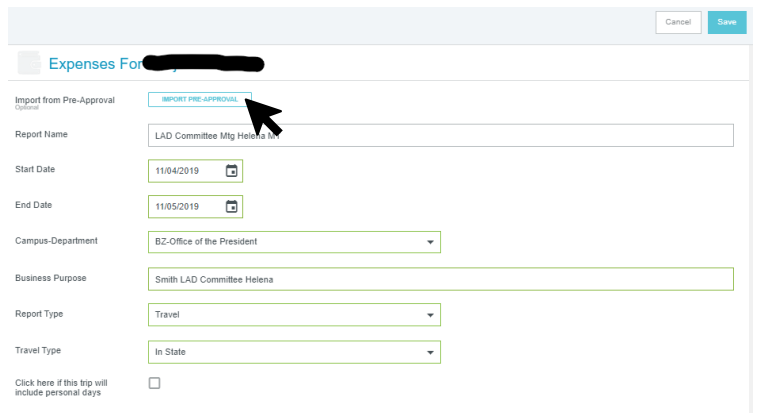 Cancel Save
Expenses For
Import from Pre-Approval IMPORT PRE-APPROVAL
Optional
Report Name LAD Committee Mtg Helena MT
Start Date 11/04/2019
End Date 11/05/2019
Campus-Department BZ-Office of the President
Business Purpose Smith LAD Committee Helena
Report Type Travel
Travel Type In State
Click here if this trip will
include personal days